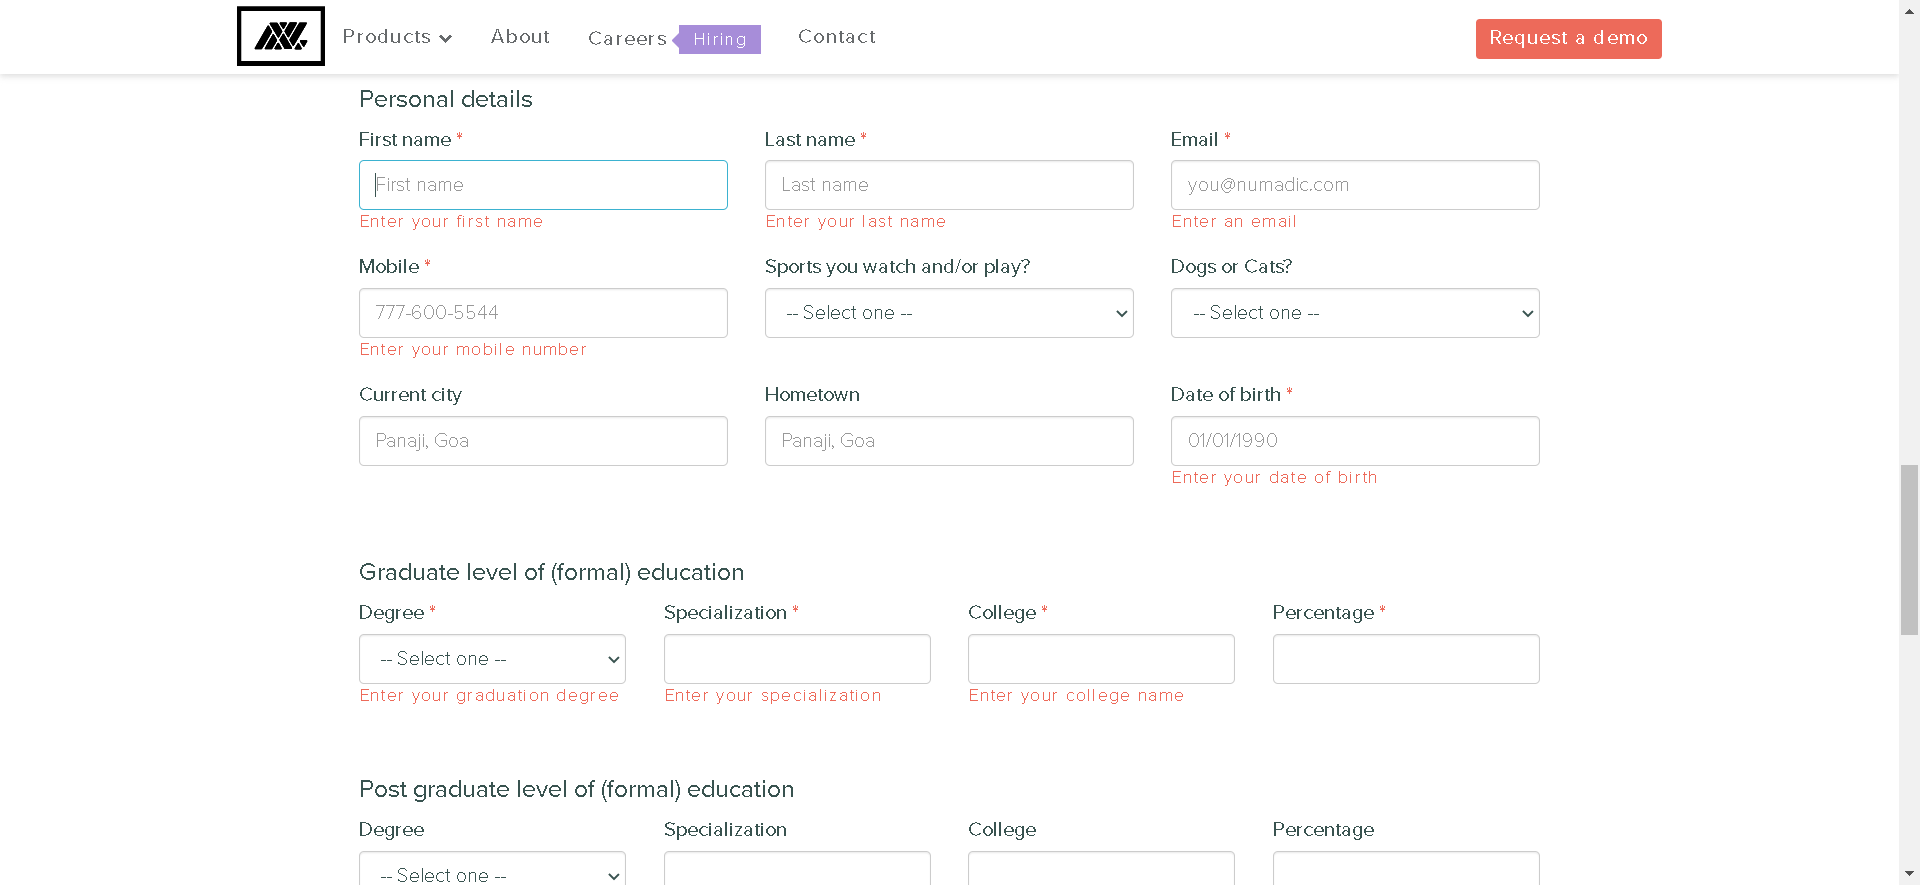 Products About Careers Hiring Contact Request a demo
Personal details
First name * Last name * Email *
First name Last name you@numadic.com
Enter your first name Enter your last name Enter an email
Mobile * Sports you watch and/or play? Dogs or Cats?
777-600-5544 -- Select one -- -- Select one --
Enter your mobile number
Current city Hometown Date of birth *
Panaji, Goa Panaji, Goa 01/01/1990
Enter your date of birth
Graduate level of (formal) education
Degree * Specialization * College * Percentage *
-- Select one --
Enter your graduation degree Enter your specialization Enter your college name
Post graduate level of (formal) education
Degree Specialization College Percentage
-- Select one --